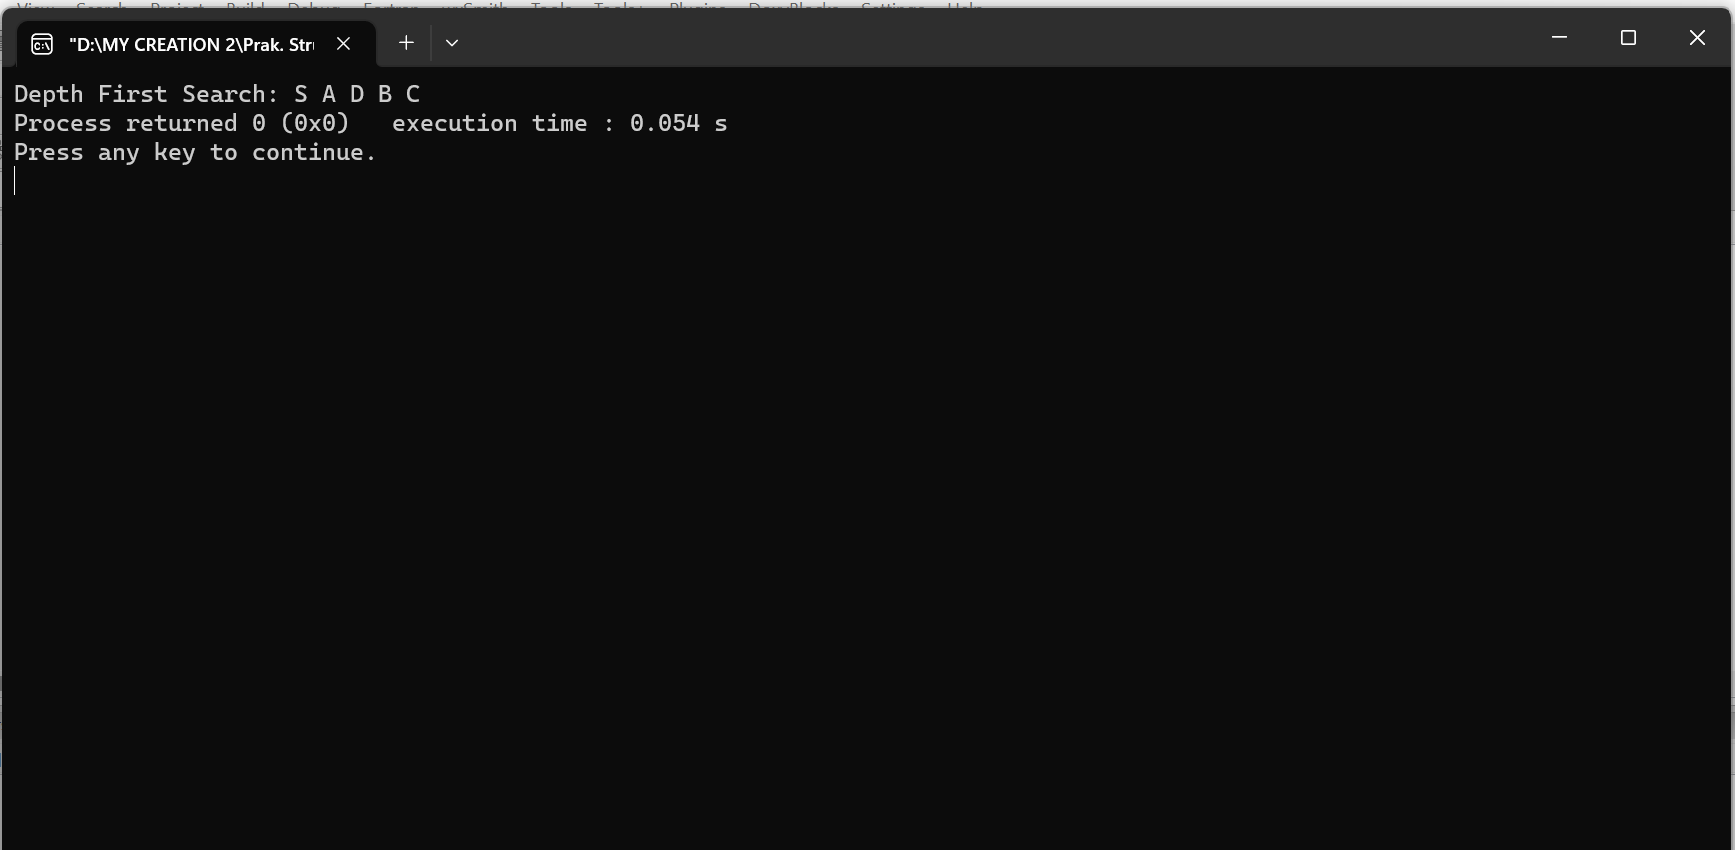 "D:\MY CREATION 2\Prak. Str
Depth First Search: S A D B C
Process returned 0 (0x0)   execution time : 0.054 s
Press any key to continue.